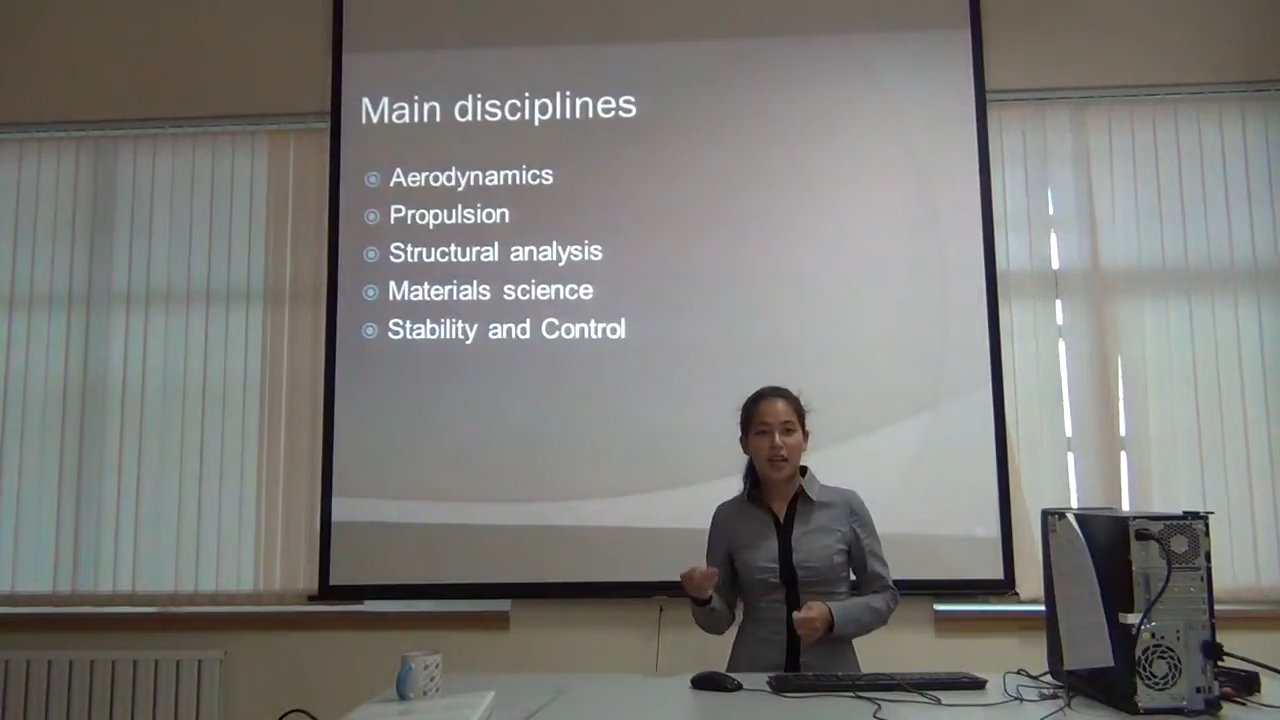 Main disciplines
Aerodynamics
Propulsion
Structural analysis
Materials science
Stability and Control